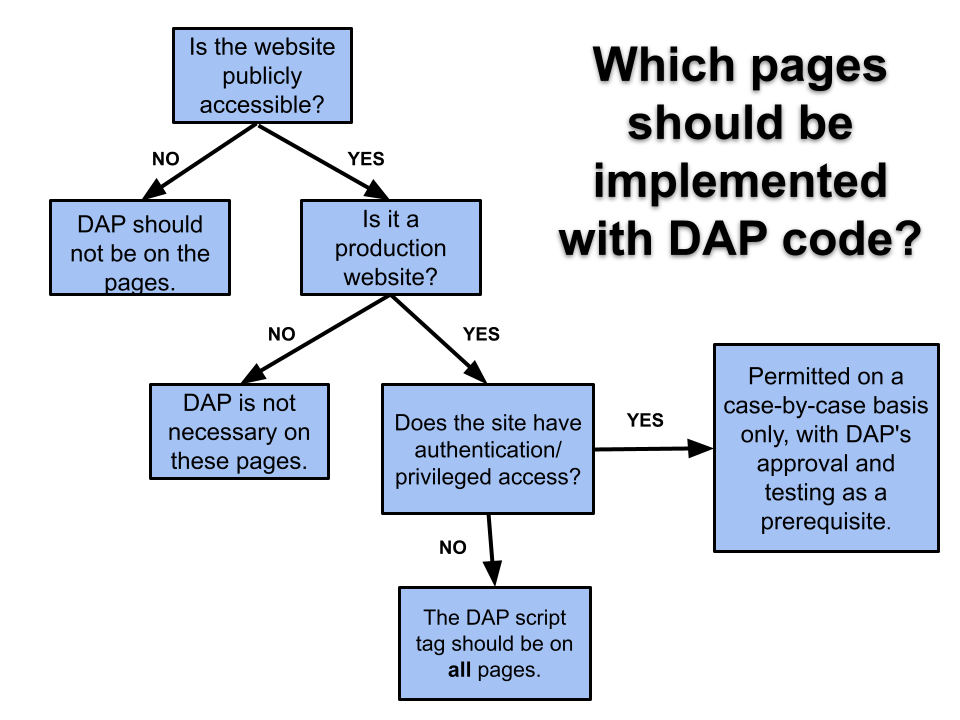 Which pages
should be
implemented
with DAP code?
Is the website
publicly
accessible?
NO
YES
DAP should
not be on the
pages.
Is it a
production
website?
NO
YES
DAP is not
necessary on
these pages.
Does the site have
authentication/
privileged access?
YES
Permitted on a
case-by-case basis
only, with DAP's
approval and
testing as a
prerequisite.
NO
The DAP script
tag should be on
all pages.